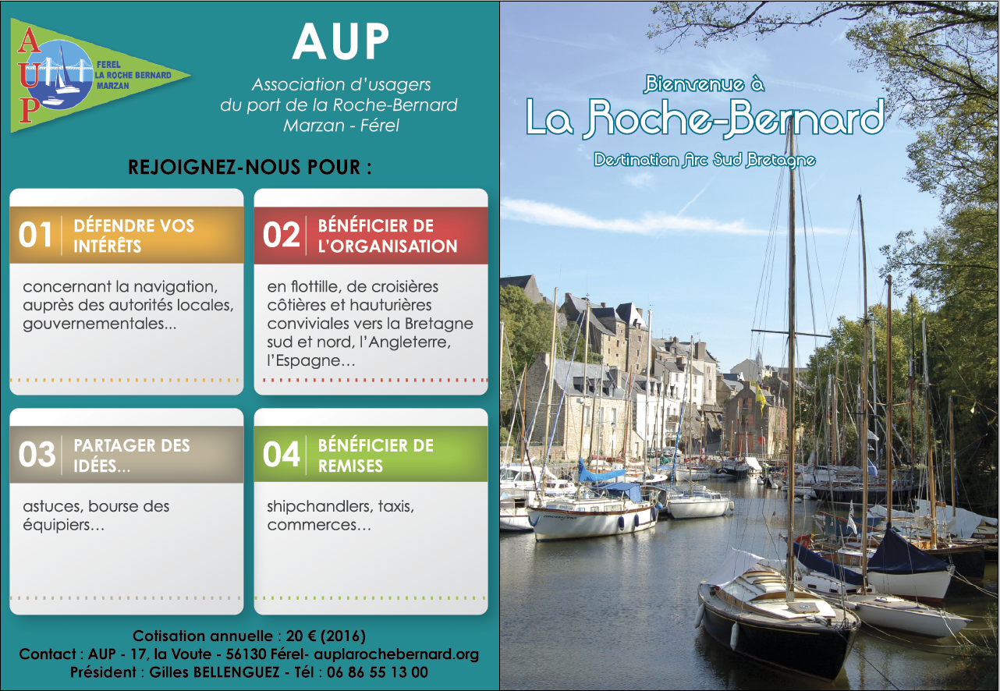 A
U
P
FEREL
LA ROCHE BERNARD
MARZAN
AUP
Association d'usagers
du port de la Roche-Bernard
Marzan - Férel
REJOIGNEZ-NOUS POUR :
01
DÉFENDRE VOS
INTÉRÊTS
concernant la navigation,
auprès des autorités locales,
gouvernementales...
02
BÉNÉFICIER DE
L'ORGANISATION
en flottille, de croisières
côtières et hauturières
conviviales vers la Bretagne
sud et nord, l'Angleterre,
l'Espagne…
03
PARTAGER DES
IDÉES...
astuces, bourse des
équipiers…
04
BÉNÉFICIER DE
REMISES
shipchandlers, taxis,
commerces…
Cotisation annuelle : 20 € (2016)
Contact : AUP - 17, la Voute - 56130 Férel- auplarochebernard.org
Président : Gilles BELLENGUEZ - Tél : 06 86 55 13 00
Bienvenue à
La Roche-Bernard
Destination Arc Sud Bretagne